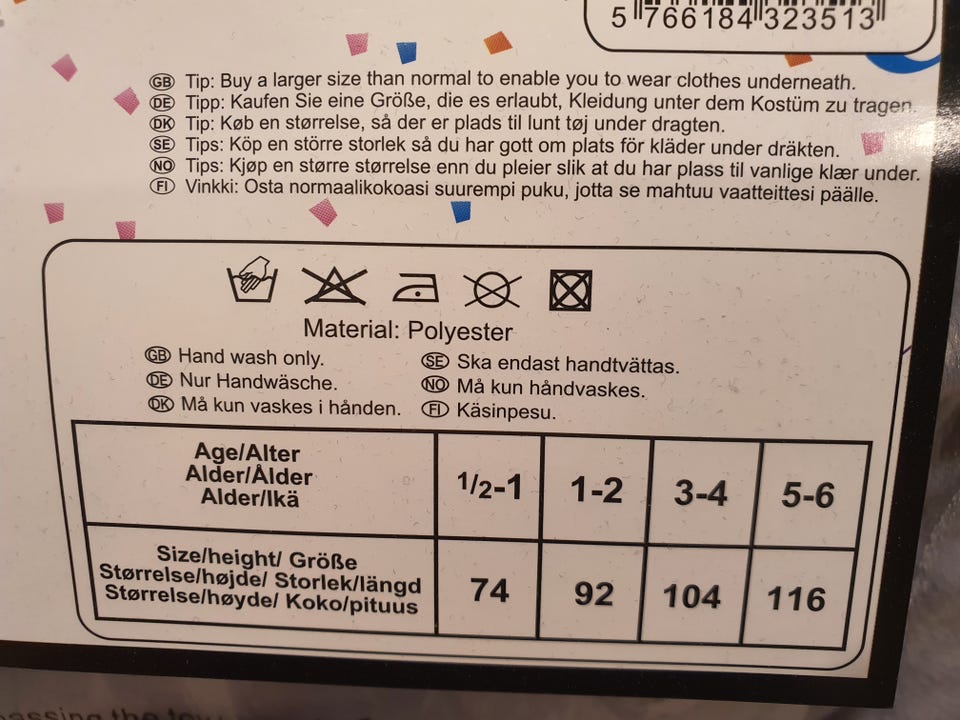 5 766184 323513
GB Tip: Buy a larger size than normal to enable you to wear clothes underneath.
DE Tipp: Kaufen Sie eine Größe, die es erlaubt, Kleidung unter dem Kostüm zu tragen.
DK Tip: Køb en størrelse, så der er plads til lunt tøj under dragten.
SE Tips: Köp en större storlek så du har gott om plats för kläder under dräkten.
NO Tips: Kjøp en større størrelse enn du pleier slik at du har plass til vanlige klær under.
FI Vinkki: Osta normaalikokoasi suurempi puku, jotta se mahtuu vaatteittesi päälle.
Material: Polyester
GB Hand wash only.
DE Nur Handwäsche.
DK Må kun vaskes i hånden.
SE Ska endast handtvättas.
NO Må kun håndvaskes.
FI Käsinpesu.
Age/Alter
Alder/Ålder
Alder/Ikä
1/2-1 1-2 3-4 5-6
Size/height/ Größe
Størrelse/højde/ Storlek/längd
Størrelse/høyde/ Koko/pituus
74 92 104 116
the